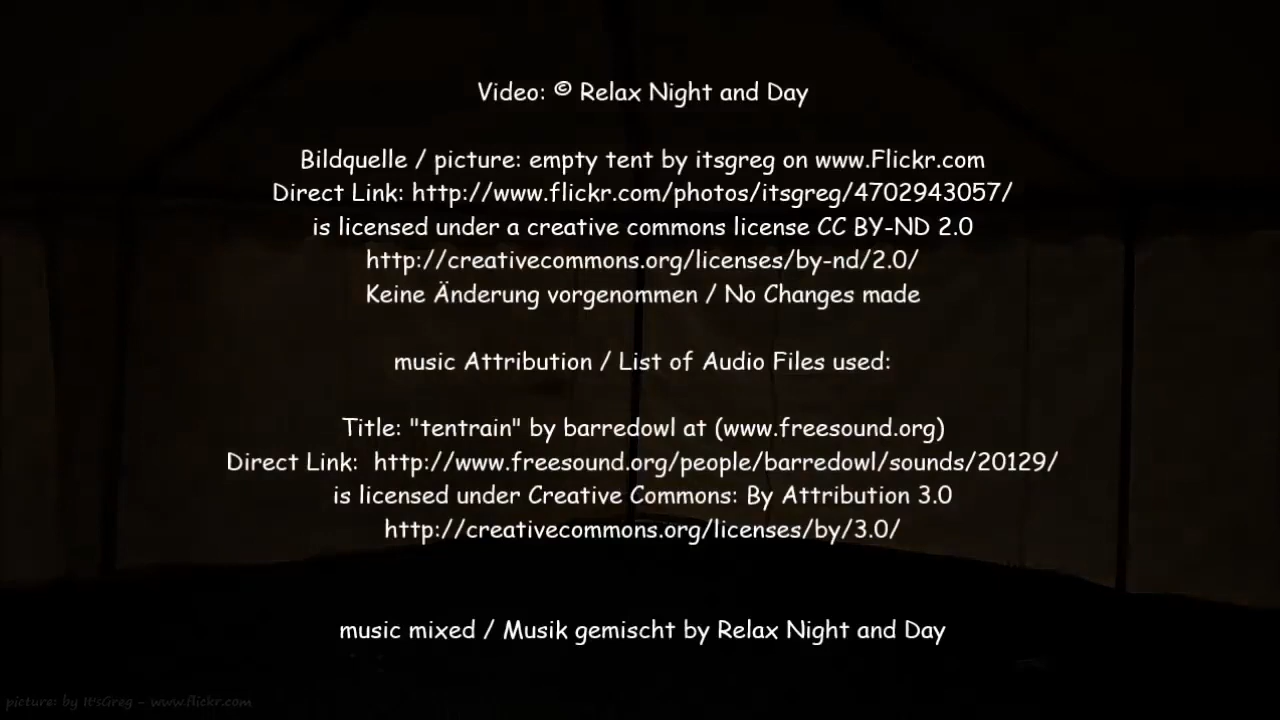 Video: © Relax Night and Day
Bildquelle / picture: empty tent by itsgreg on www.Flickr.com
Direct Link: http://www.flickr.com/photos/itsgreg/4702943057/
is licensed under a creative commons license CC BY-ND 2.0
http://creativecommons.org/licenses/by-nd/2.0/
Keine Änderung vorgenommen / No Changes made
music Attribution / List of Audio Files used:
Title: "tentrain" by barredowl at (www.freesound.org)
Direct Link:  http://www.freesound.org/people/barredowl/sounds/20129/
is licensed under Creative Commons: By Attribution 3.0
http://creativecommons.org/licenses/by/3.0/
music mixed / Musik gemischt by Relax Night and Day
picture: by It'sGreg - www.flickr.com